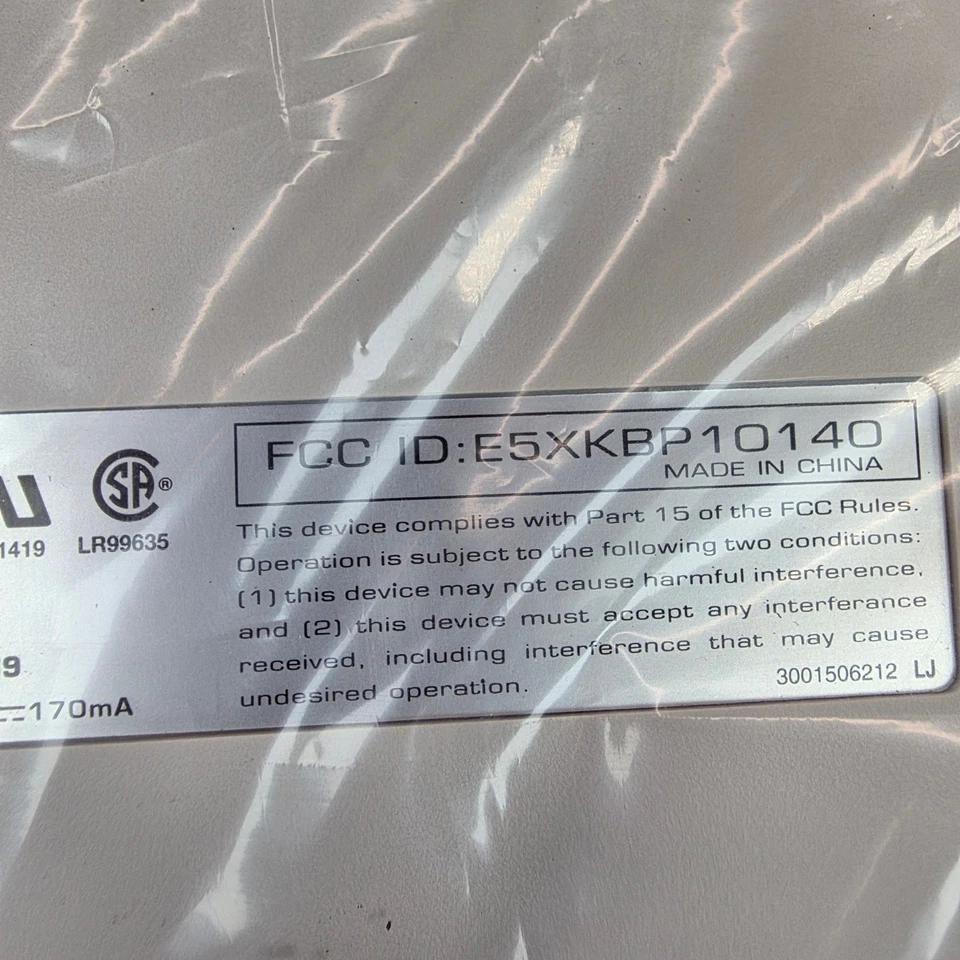 FCC ID:E5XKBP10140
MADE IN CHINA
This device complies with Part 15 of the FCC Rules.
Operation is subject to the following two conditions:
(1) this device may not cause harmful interference,
and (2) this device must accept any interferance
received, including interference that may cause
undesired operation.
3001506212 LJ
SA®
1419 LR99635
9
170mA